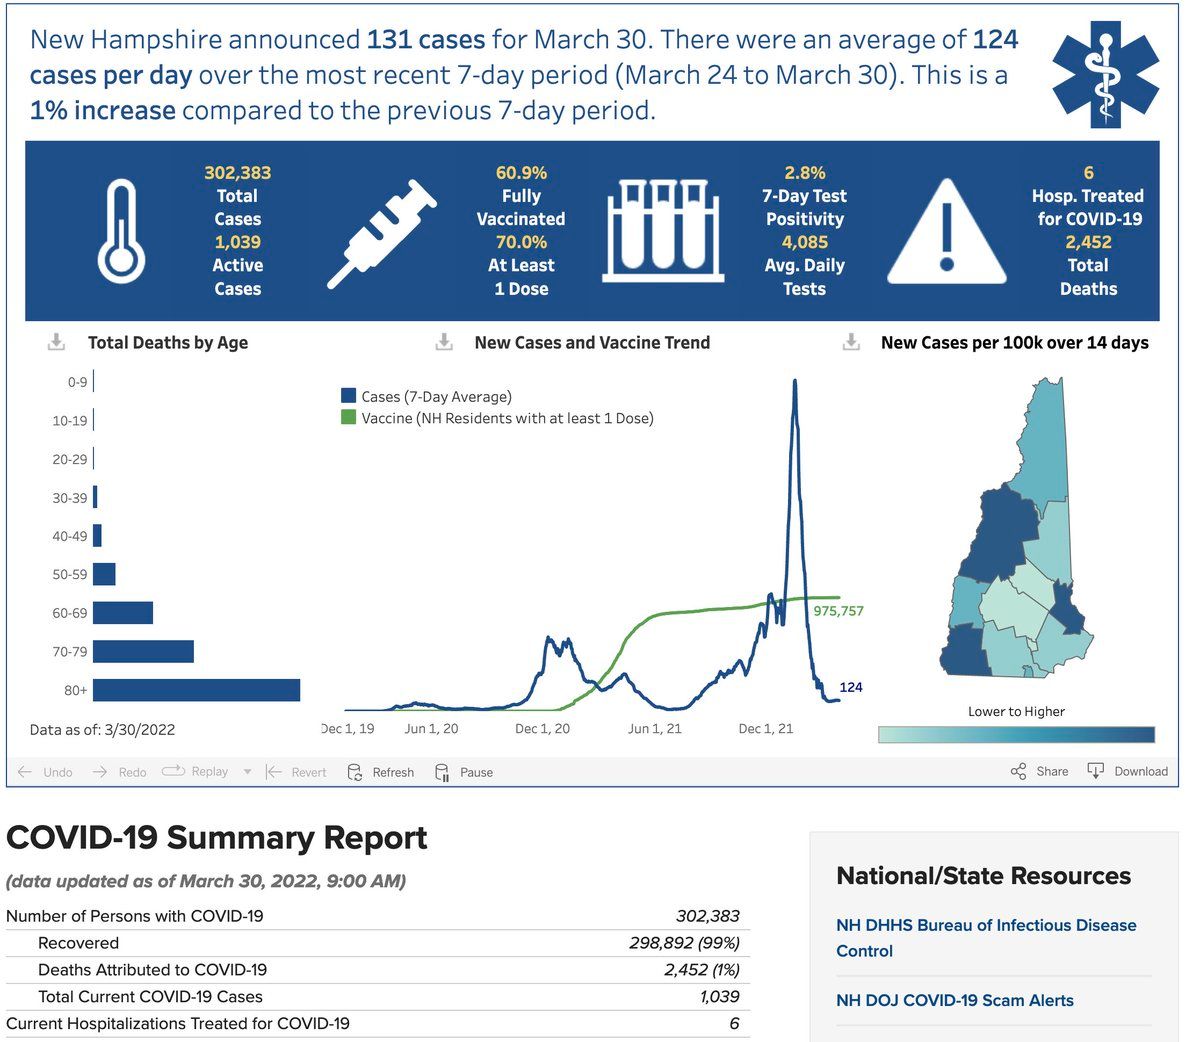 New Hampshire announced 131 cases for March 30. There were an average of 124
cases per day over the most recent 7-day period (March 24 to March 30). This is a
1% increase compared to the previous 7-day period.
302,383
Total
Cases
1,039
Active
Cases
60.9%
Fully
Vaccinated
70.0%
At Least
1 Dose
2.8%
7-Day Test
Positivity
4,085
Avg. Daily
Tests
6
Hosp. Treated
for COVID-19
2,452
Total
Deaths
Total Deaths by Age
0-9
10-19
20-29
30-39
40-49
50-59
60-69
70-79
80+
Data as of: 3/30/2022
New Cases and Vaccine Trend
Cases (7-Day Average)
Vaccine (NH Residents with at least 1 Dose)
975,757
124
Dec 1, 19 Jun 1, 20 Dec 1, 20 Jun 1, 21 Dec 1, 21
New Cases per 100k over 14 days
Lower to Higher
Undo Redo Replay Revert Refresh Pause Share Download
COVID-19 Summary Report
(data updated as of March 30, 2022, 9:00 AM)
Number of Persons with COVID-19 302,383
Recovered 298,892 (99%)
Deaths Attributed to COVID-19 2,452 (1%)
Total Current COVID-19 Cases 1,039
Current Hospitalizations Treated for COVID-19 6
National/State Resources
NH DHHS Bureau of Infectious Disease
Control
NH DOJ COVID-19 Scam Alerts